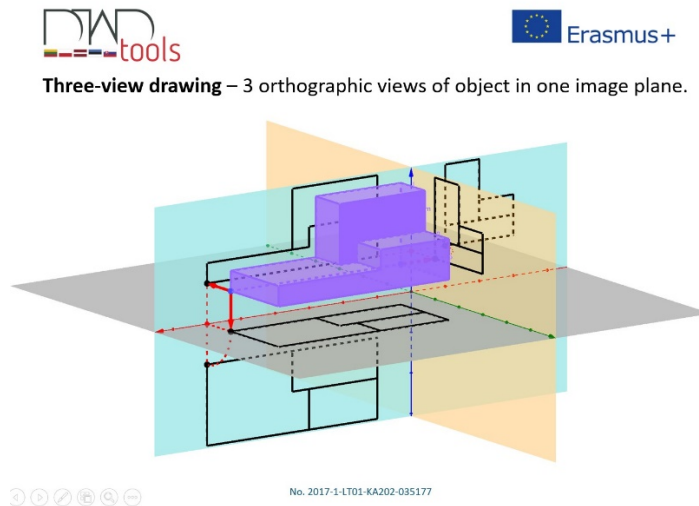 DWD
tools
Erasmus+
Three-view drawing – 3 orthographic views of object in one image plane.
No. 2017-1-LT01-KA202-035177